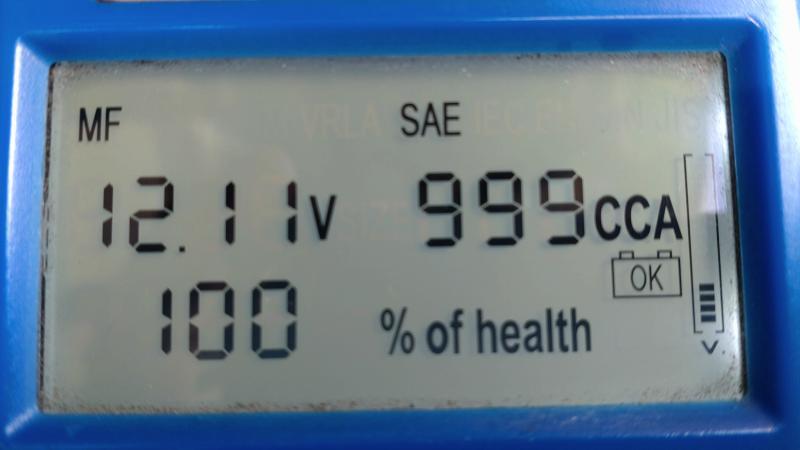 MF SAE
12.11V 999CCA
OK
100 % of health